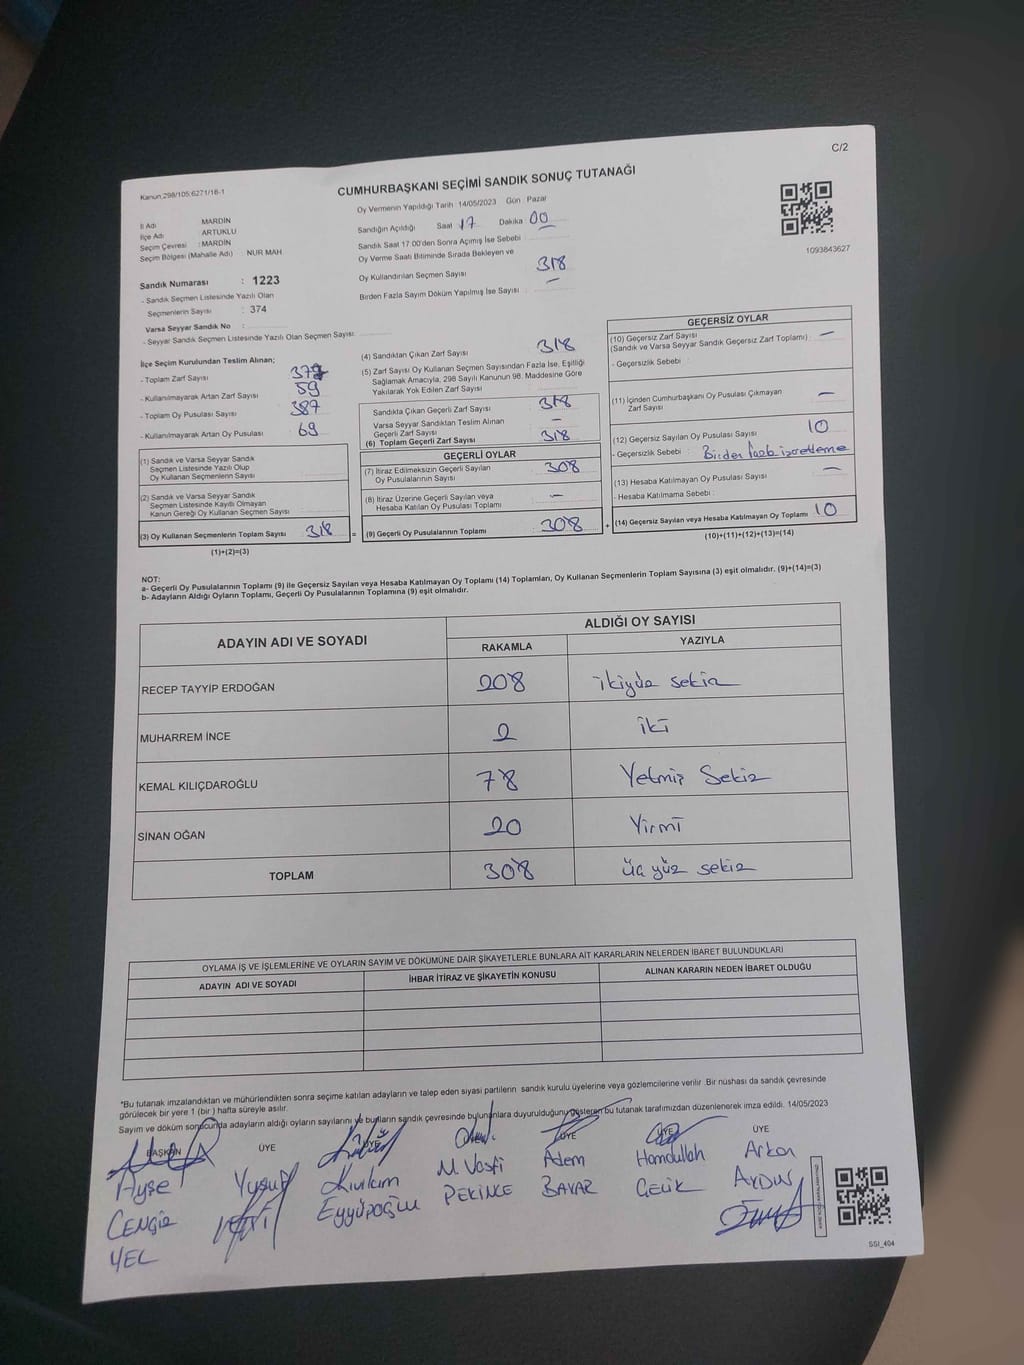 C/2
Kanun;298/105;6271/18-1
CUMHURBAŞKANI SEÇİMİ SANDIK SONUÇ TUTANAĞI
Oy Vermenin Yapıldığı Tarih 14/05/2023 Gün Pazar
İl Adı MARDİN
İlçe Adı ARTUKLU
Seçim Çevresi : MARDİN
Seçim Bölgesi (Mahalle Adı) NUR MAH
Sandık Numarası : 1223
- Sandık Seçmen Listesinde Yazılı Olan
Seçmenlerin Sayısı : 374
Varsa Seyyar Sandık No :
- Seyyar Sandık Seçmen Listesinde Yazılı Olan Seçmen Sayısı
Sandığın Açıldığı Saat 17 Dakika 00
Sandık Saat 17:00'den Sonra Açımış İse Sebebi
Oy Verme Saati Bitiminde Sırada Bekleyen ve
Oy Kullandırılan Seçmen Sayısı 318
Birden Fazla Sayım Döküm Yapılmış İse Sayısı : –
1093843627
İlçe Seçim Kurulundan Teslim Alınan;
- Toplam Zarf Sayısı 377
- Kullanılmayarak Artan Zarf Sayısı 59
- Toplam Oy Pusulası Sayısı 387
- Kullanılmayarak Artan Oy Pusulası 69
(1) Sandık ve Varsa Seyyar Sandık
Seçmen Listesinde Yazılı Olup
Oy Kullanan Seçmenlerin Sayısı
(2) Sandık ve Varsa Seyyar Sandık
Seçmen Listesinde Kayıtlı Olmayan
Kanun Gereği Oy Kullanan Seçmen Sayısı
(3) Oy Kullanan Seçmenlerin Toplam Sayısı 318 =
(1)+(2)=(3)
(4) Sandıktan Çıkan Zarf Sayısı 318
(5) Zarf Sayısı Oy Kullanan Seçmen Sayısından Fazla İse, Eşitliği
Sağlamak Amacıyla, 298 Sayılı Kanunun 98. Maddesine Göre
Yakılarak Yok Edilen Zarf Sayısı
Sandıkta Çıkan Geçerli Zarf Sayısı 318
Varsa Seyyar Sandıktan Teslim Alınan
Geçerli Zarf Sayısı –
(6) Toplam Geçerli Zarf Sayısı 318
GEÇERLİ OYLAR
(7) İtiraz Edilmeksizin Geçerli Sayılan
Oy Pusulasının Sayısı 308
(8) İtiraz Üzerine Geçerli Sayılan veya
Hesaba Katılan Oy Pusulası Toplamı –
(9) Geçerli Oy Pusulalarının Toplamı 308 +
GEÇERSİZ OYLAR
(10) Geçersiz Zarf Sayısı –
(Sandık ve Varsa Seyyar Sandık Geçersiz Zarf Toplamı)
- Geçersizlik Sebebi :
(11) İçinden Cumhurbaşkanı Oy Pusulası Çıkmayan
Zarf Sayısı –
(12) Geçersiz Sayılan Oy Pusulası Sayısı 10
- Geçersizlik Sebebi : Birden fazla işaretleme
(13) Hesaba Katılmayan Oy Pusulası Sayısı –
- Hesaba Katılmama Sebebi :
(14) Geçersiz Sayılan veya Hesaba Katılmayan Oy Toplamı 10
(10)+(11)+(12)+(13)=(14)
NOT:
a- Geçerli Oy Pusulalarının Toplamı (9) ile Geçersiz Sayılan veya Hesaba Katılmayan Oy Toplamı (14) Toplamları, Oy Kullanan Seçmenlerin Toplam Sayısına (3) eşit olmalıdır. (9)+(14)=(3)
b- Adayların Aldığı Oyların Toplamı, Geçerli Oy Pusulalarının Toplamına (9) eşit olmalıdır.
ADAYIN ADI VE SOYADI ALDIĞI OY SAYISI
RAKAMLA YAZIYLA
RECEP TAYYİP ERDOĞAN 208 ikiyüz sekiz
MUHARREM İNCE 2 iki
KEMAL KILIÇDAROĞLU 78 Yetmiş Sekiz
SİNAN OĞAN 20 Yirmi
TOPLAM 308 üç yüz sekiz
OYLAMA İŞ VE İŞLEMLERİNE VE OYLARIN SAYIM VE DÖKÜMÜNE DAİR ŞİKAYETLERLE BUNLARA AİT KARARLARIN NELERDEN İBARET BULUNDUKLARI
ADAYIN ADI VE SOYADI İHBAR İTİRAZ VE ŞİKAYETİN KONUSU ALINAN KARARIN NEDEN İBARET OLDUĞU
*Bu tutanak imzalandıktan ve mühürlendikten sonra seçime katılan adayların ve talep eden siyasi partilerin sandık kurulu üyelerine veya gözlemcilerine verilir. Bir nüshası da sandık çevresinde
görülecek bir yere 1 (bir ) hafta süreyle asılır.
Sayım ve döküm sonucunda adayların aldığı oyların sayılarını ve bunların sandık çevresinde bulunanlara duyurulduğunu gösteren bu tutanak tarafımızdan düzenlenerek imza edildi. 14/05/2023
BAŞKAN ÜYE ÜYE ÜYE ÜYE ÜYE
Ayşe Yusuf Kıvılcım M. Vasfi Adem Hamdullah Arkan
CENGİZ EYYÜPOĞLU PEKİNCE BAVAR ÇELİK AYDIN
YEL
SSI_404